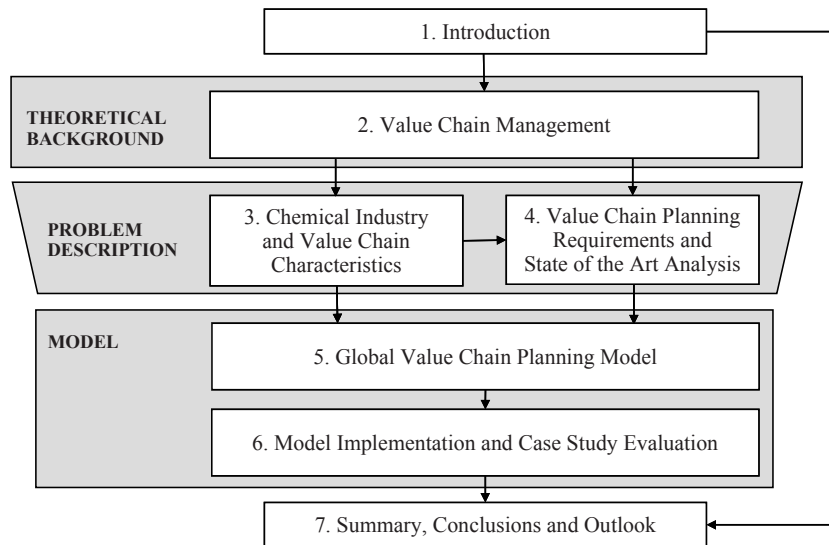 1. Introduction
THEORETICAL
BACKGROUND
2. Value Chain Management
PROBLEM
DESCRIPTION
3. Chemical Industry
and Value Chain
Characteristics
4. Value Chain Planning
Requirements and
State of the Art Analysis
MODEL
5. Global Value Chain Planning Model
6. Model Implementation and Case Study Evaluation
7. Summary, Conclusions and Outlook